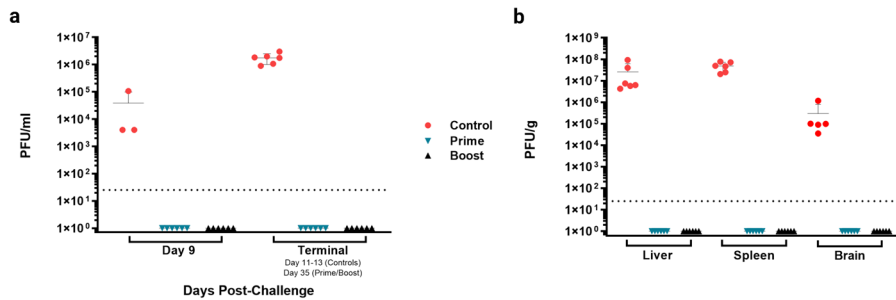 a
PFU/ml
1×10⁷
1×10⁶
1×10⁵
1×10⁴
1×10³
1×10²
1×10¹
1×10⁰
Day 9
Terminal
Day 11-13 (Controls)
Day 35 (Prime/Boost)
Days Post-Challenge
Control
Prime
Boost
b
PFU/g
1×10⁹
1×10⁸
1×10⁷
1×10⁶
1×10⁵
1×10⁴
1×10³
1×10²
1×10¹
1×10⁰
Liver
Spleen
Brain